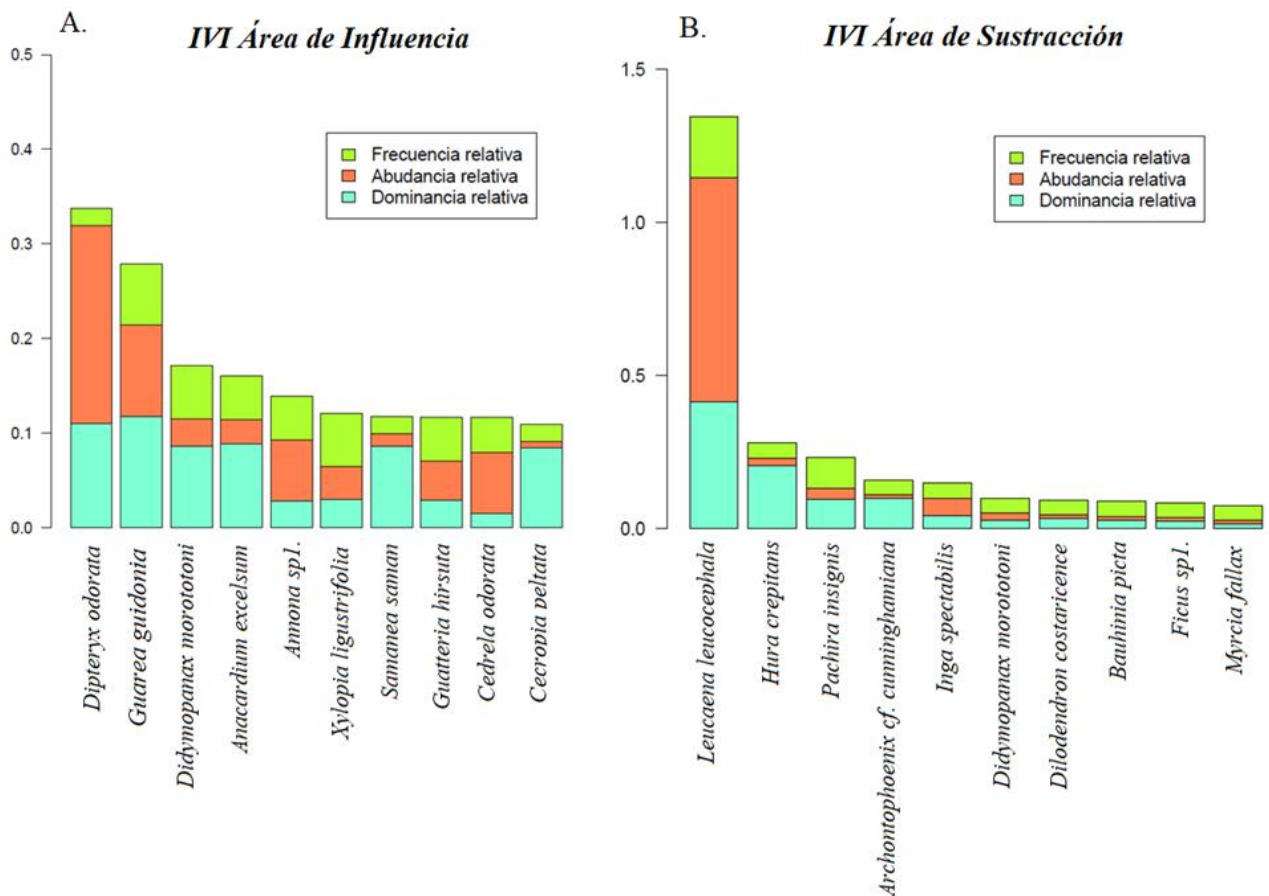 A.
IVI Área de Influencia
0.5
0.4
0.3
0.2
0.1
0.0
Frecuencia relativa
Abudancia relativa
Dominancia relativa
Dipteryx odorata
Guarea guidonia
Didymopanax morototoni
Anacardium excelsum
Annona sp1.
Xylopia ligustrifolia
Samanea saman
Guatteria hirsuta
Cedrela odorata
Cecropia peltata
B.
IVI Área de Sustracción
1.5
1.0
0.5
0.0
Frecuencia relativa
Abudancia relativa
Dominancia relativa
Leucaena leucocephala
Hura crepitans
Pachira insignis
Archontophoenix cf. cunninghamiana
Inga spectabilis
Didymopanax morototoni
Dilodendron costaricence
Bauhinia picta
Ficus sp1.
Myrcia fallax